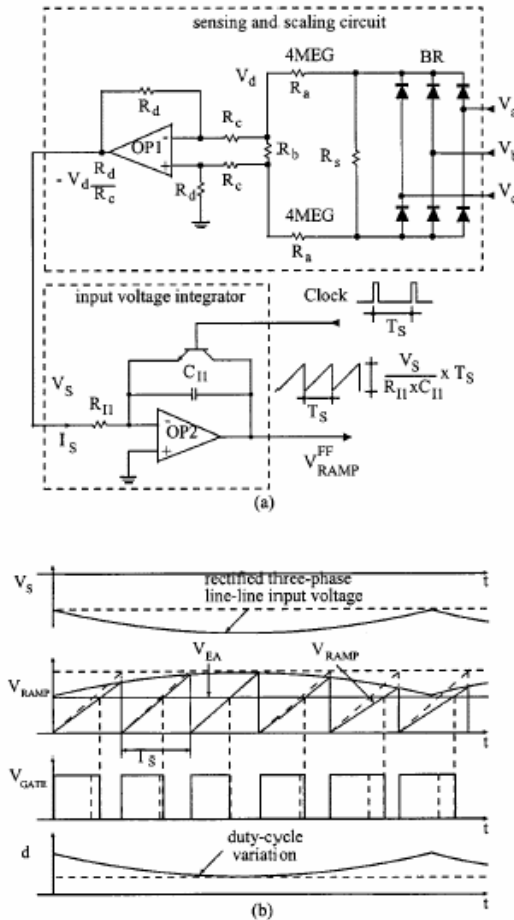 sensing and scaling circuit
4MEG
BR
V_d
R_a
R_d
R_c
OP1
-
+
R_b
R_s
V_a
V_b
V_c
R_d
R_c
- V_d R_d / R_c
4MEG
R_a
input voltage integrator
Clock
T_S
V_S
C_I1
R_I1
V_S / R_I1 x C_I1 x T_S
T_S
I_S
-
OP2
+
V_RAMP^FF
(a)
V_S
t
rectified three-phase
line-line input voltage
V_EA
V_RAMP
V_RAMP
t
T_S
V_GATE
t
d
duty-cycle
variation
t
(b)